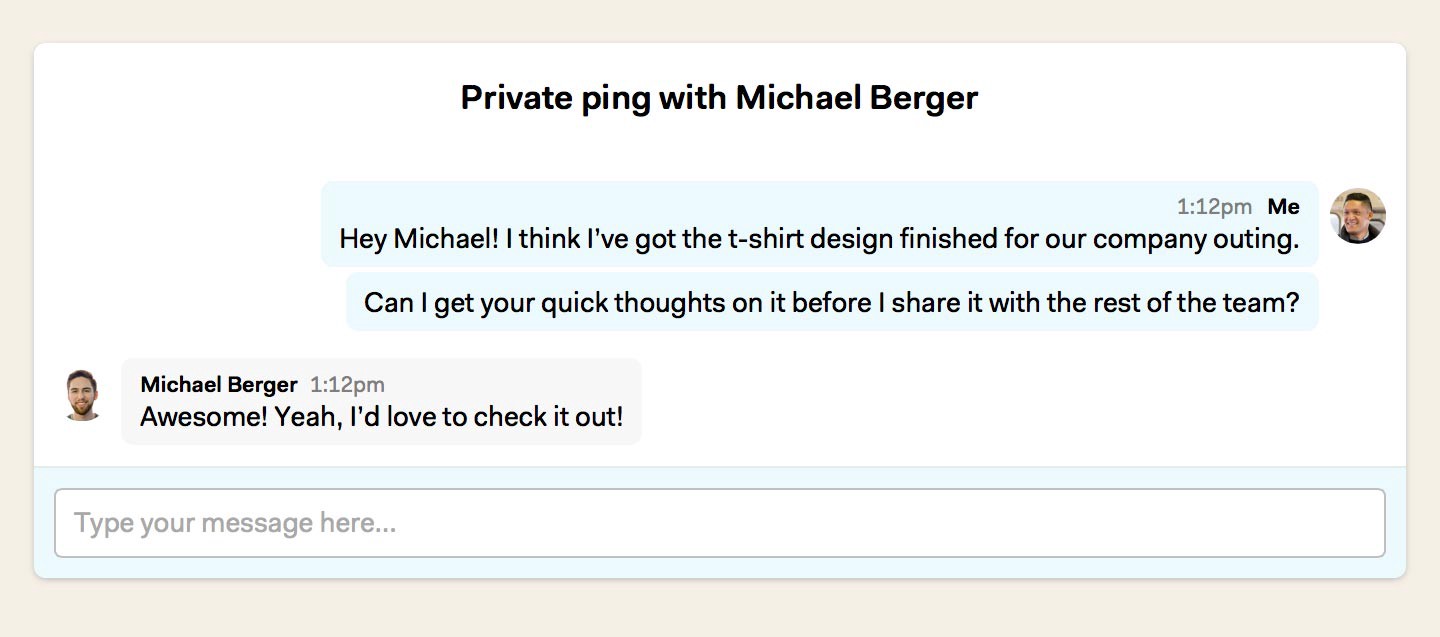 Private ping with Michael Berger
1:12pm Me
Hey Michael! I think I’ve got the t-shirt design finished for our company outing.
Can I get your quick thoughts on it before I share it with the rest of the team?
Michael Berger 1:12pm
Awesome! Yeah, I’d love to check it out!
Type your message here...